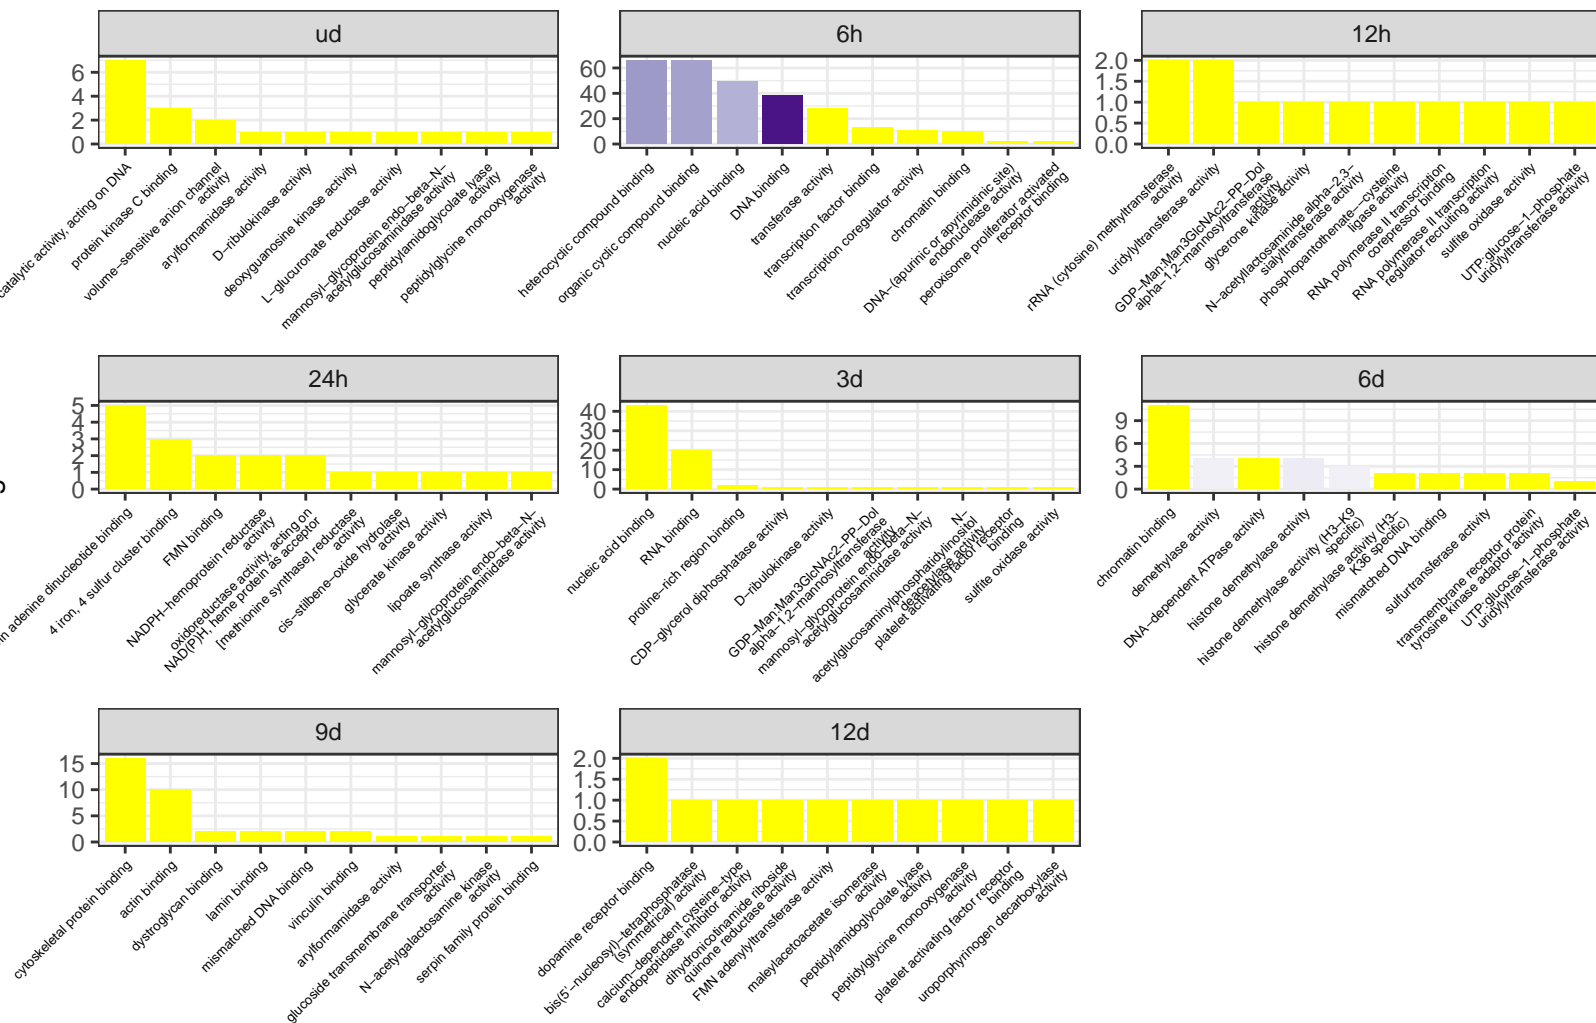 ud
6
4
2
0
catalytic activity, acting on DNA
protein kinase C binding
volume−sensitive anion channel
activity
arylformamidase activity
D−ribulokinase activity
deoxyguanosine kinase activity
L−glucuronate reductase activity
mannosyl−glycoprotein endo−beta−N−
acetylglucosaminidase activity
peptidylamidoglycolate lyase
activity
peptidylglycine monooxygenase
activity
6h
60
40
20
0
heterocyclic compound binding
organic cyclic compound binding
nucleic acid binding
DNA binding
transferase activity
transcription factor binding
transcription coregulator activity
chromatin binding
DNA−(apurinic or apyrimidinic site)
endonuclease activity
peroxisome proliferator activated
receptor binding
12h
2.0
1.5
1.0
0.5
0.0
rRNA (cytosine) methyltransferase
activity
uridylyltransferase activity
GDP−Man:Man3GlcNAc2−PP−Dol
alpha−1,2−mannosyltransferase
activity
glycerone kinase activity
N−acetyllactosaminide alpha−2,3−
sialyltransferase activity
phosphopantothenate−−cysteine
ligase activity
RNA polymerase II transcription
corepressor binding
RNA polymerase II transcription
regulator recruiting activity
sulfite oxidase activity
UTP:glucose−1−phosphate
uridylyltransferase activity
24h
5
4
3
2
1
0
adenine dinucleotide binding
4 iron, 4 sulfur cluster binding
FMN binding
NADPH−hemoprotein reductase
activity
oxidoreductase activity, acting on
NAD(P)H, heme protein as acceptor
[methionine synthase] reductase
activity
cis−stilbene−oxide hydrolase
activity
glycerate kinase activity
lipoate synthase activity
mannosyl−glycoprotein endo−beta−N−
acetylglucosaminidase activity
3d
40
30
20
10
0
nucleic acid binding
RNA binding
proline−rich region binding
CDP−glycerol diphosphatase activity
D−ribulokinase activity
GDP−Man:Man3GlcNAc2−PP−Dol
alpha−1,2−mannosyltransferase
activity
mannosyl−glycoprotein endo−beta−N−
acetylglucosaminidase activity
N−
acetylglucosaminylphosphatidylinositol
deacetylase activity
platelet activating factor receptor
binding
sulfite oxidase activity
6d
9
6
3
0
chromatin binding
demethylase activity
DNA−dependent ATPase activity
histone demethylase activity
histone demethylase activity (H3−K9
specific)
histone demethylase activity (H3−
K36 specific)
mismatched DNA binding
sulfurtransferase activity
transmembrane receptor protein
tyrosine kinase adaptor activity
UTP:glucose−1−phosphate
uridylyltransferase activity
9d
15
10
5
0
cytoskeletal protein binding
actin binding
dystroglycan binding
lamin binding
mismatched DNA binding
vinculin binding
arylformamidase activity
glucoside transmembrane transporter
activity
N−acetylgalactosamine kinase
activity
serpin family protein binding
12d
2.0
1.5
1.0
0.5
0.0
dopamine receptor binding
bis(5'−nucleosyl)−tetraphosphatase
(symmetrical) activity
calcium−dependent cysteine−type
endopeptidase inhibitor activity
dihydronicotinamide riboside
quinone reductase activity
FMN adenylyltransferase activity
maleylacetoacetate isomerase
activity
peptidylamidoglycolate lyase
activity
peptidylglycine monooxygenase
activity
platelet activating factor receptor
binding
uroporphyrinogen decarboxylase
activity